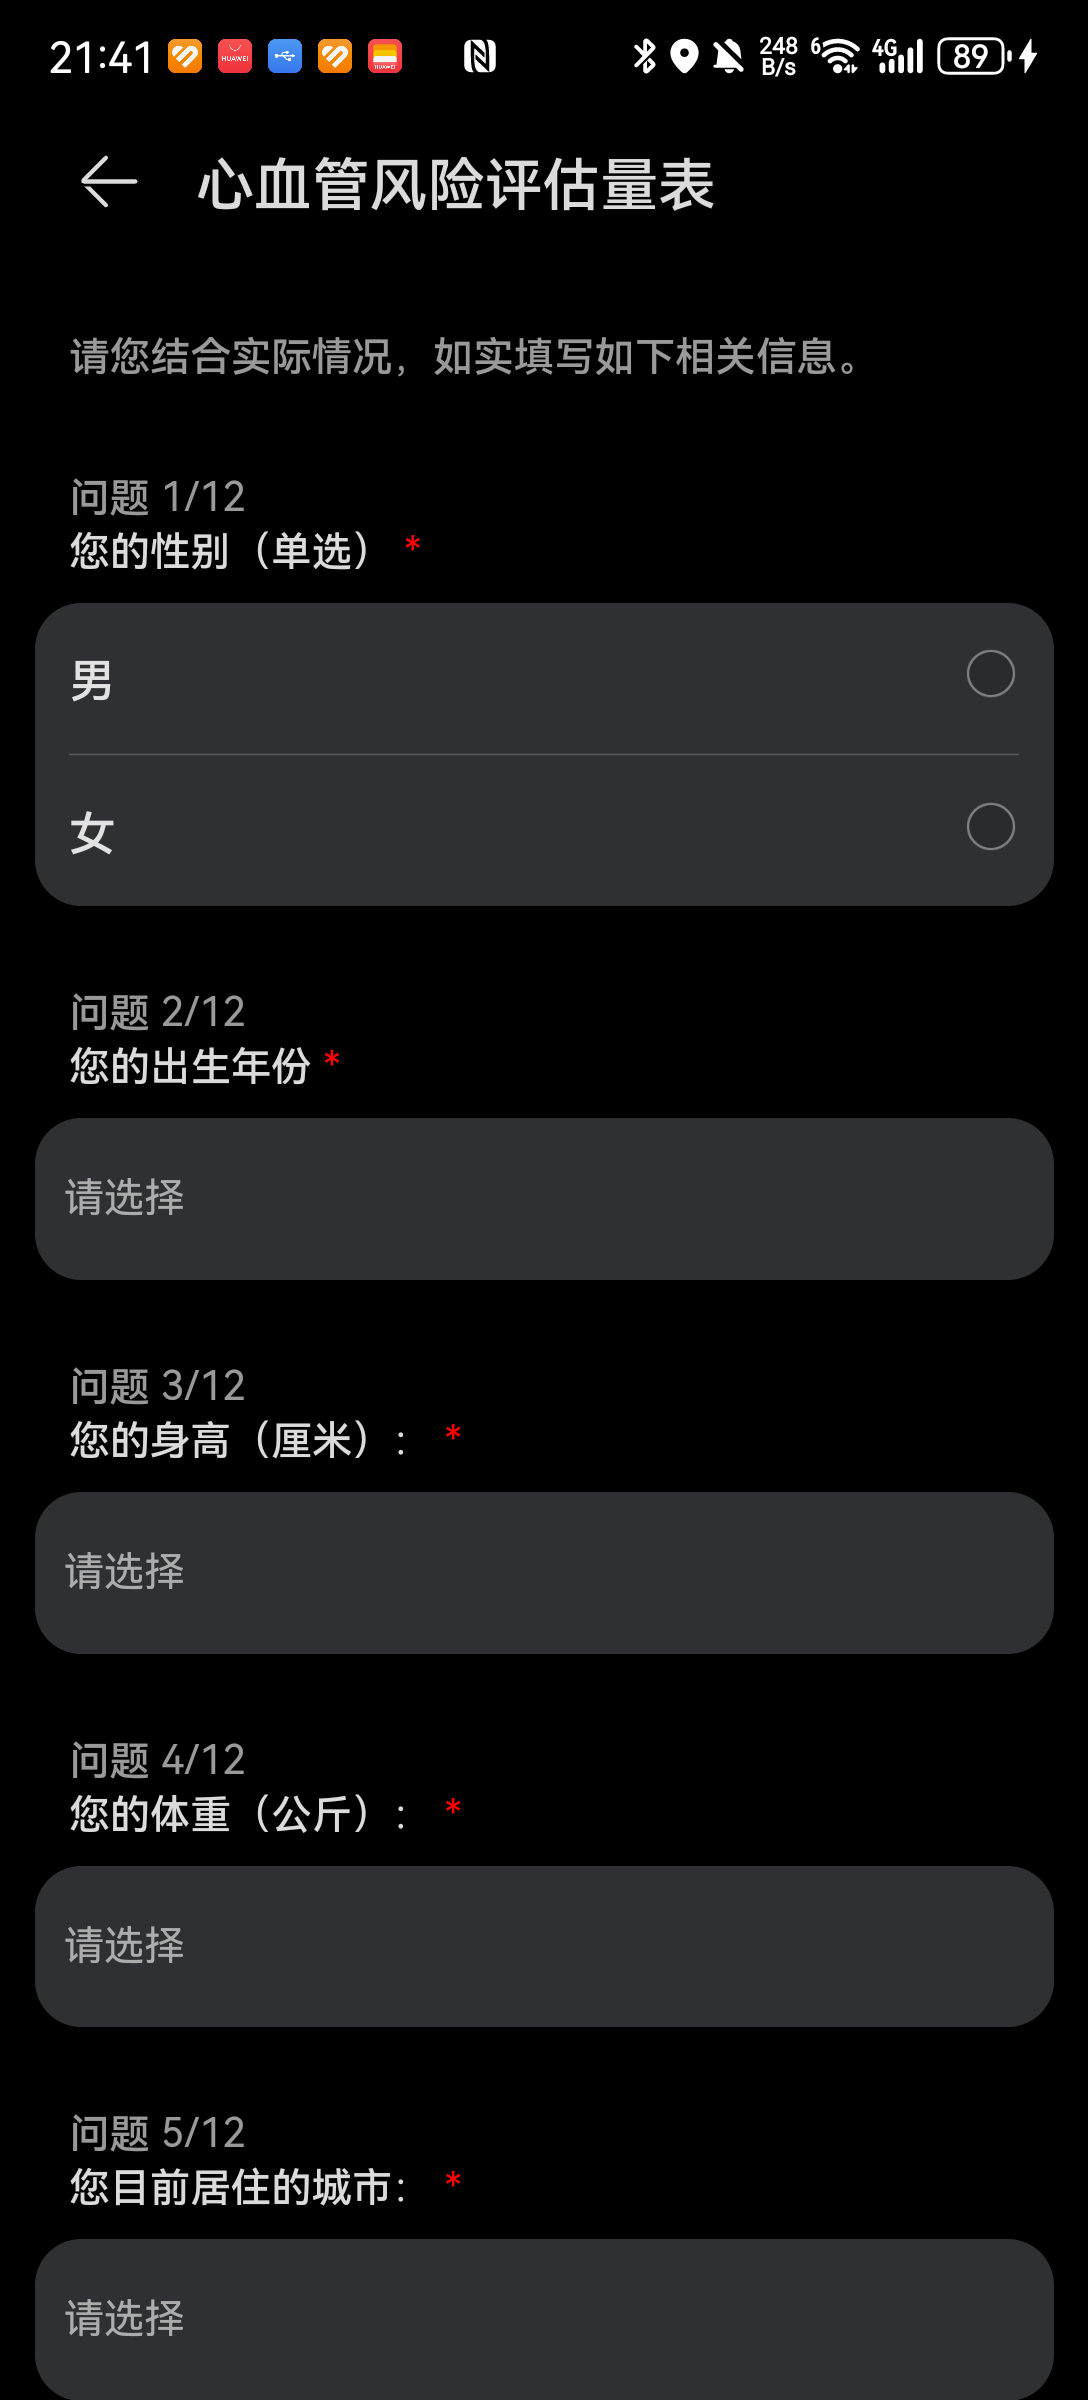 21:41
HUAWEI
HUAWEI
248 B/s
6
4G
89
心血管风险评估量表
请您结合实际情况，如实填写如下相关信息。
问题 1/12
您的性别（单选） *
男
女
问题 2/12
您的出生年份 *
请选择
问题 3/12
您的身高（厘米）： *
请选择
问题 4/12
您的体重（公斤）： *
请选择
问题 5/12
您目前居住的城市： *
请选择